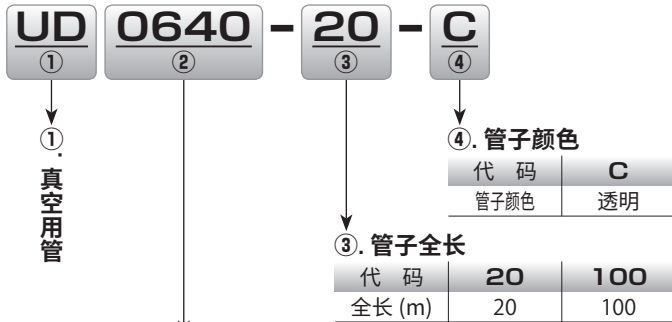 UD 0640 - 20 - C
① ② ③ ④
①. 真空用管
④. 管子颜色
代 码 C
管子颜色 透明
③. 管子全长
代 码 20 100
全长 (m) 20 100